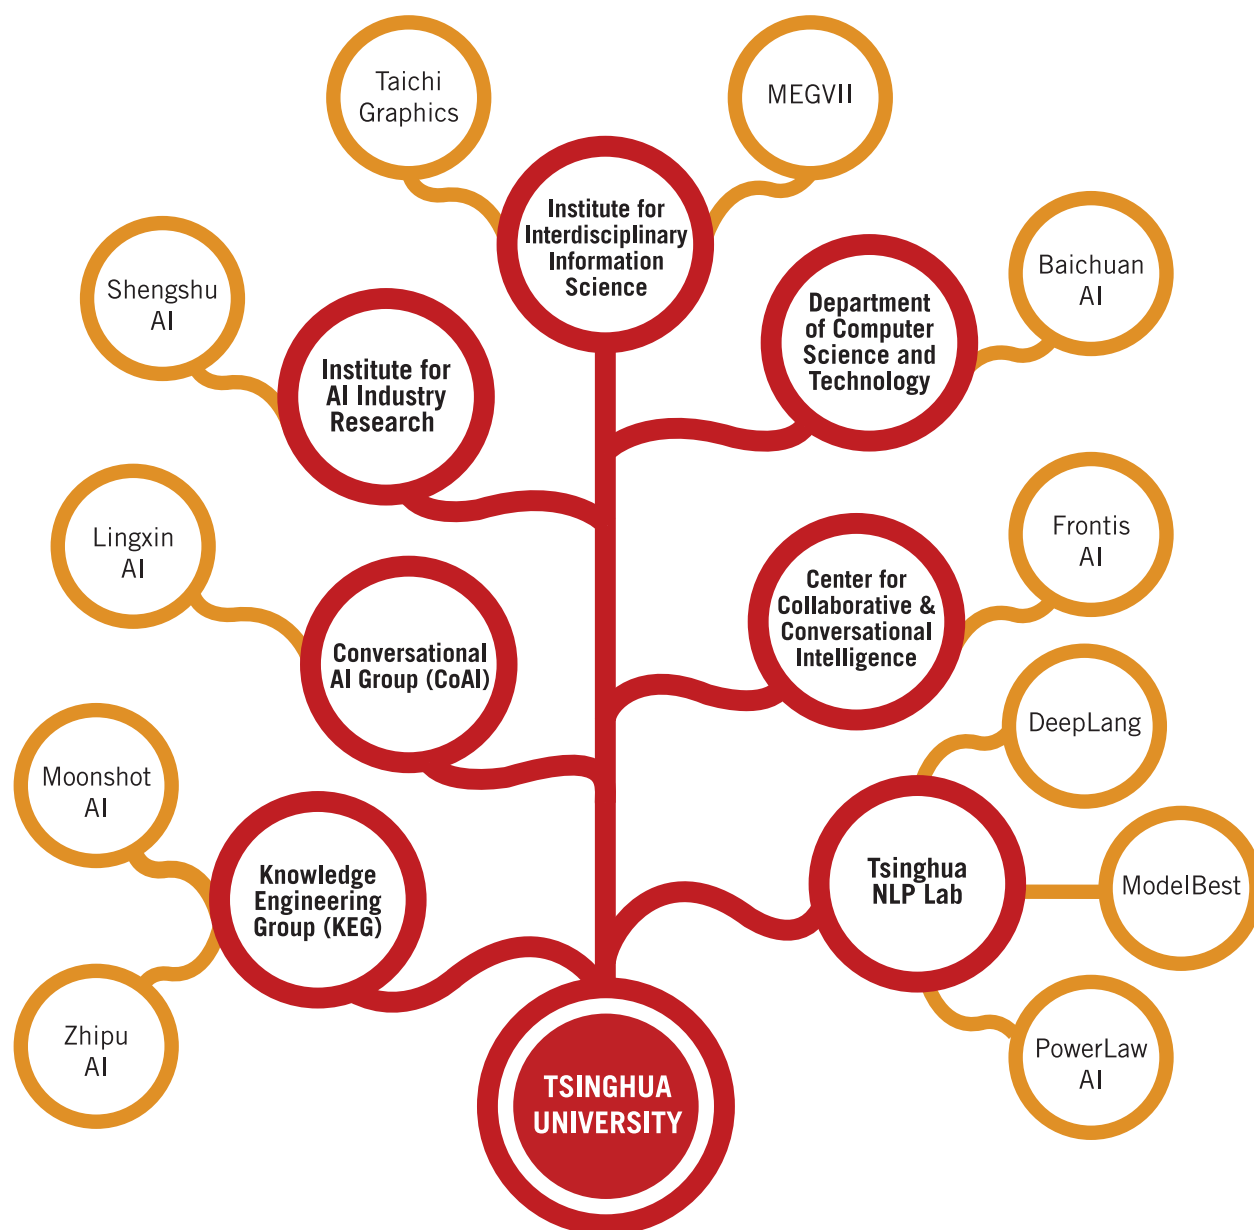 Taichi
Graphics
MEGVII
Institute for
Interdisciplinary
Information
Science
Baichuan
AI
Shengshu
AI
Department
of Computer
Science and
Technology
Institute for
AI Industry
Research
Lingxin
AI
Frontis
AI
Center for
Collaborative &
Conversational
Intelligence
Conversational
AI Group (CoAI)
DeepLang
Moonshot
AI
Knowledge
Engineering
Group (KEG)
Tsinghua
NLP Lab
ModelBest
Zhipu
AI
PowerLaw
AI
TSINGHUA
UNIVERSITY